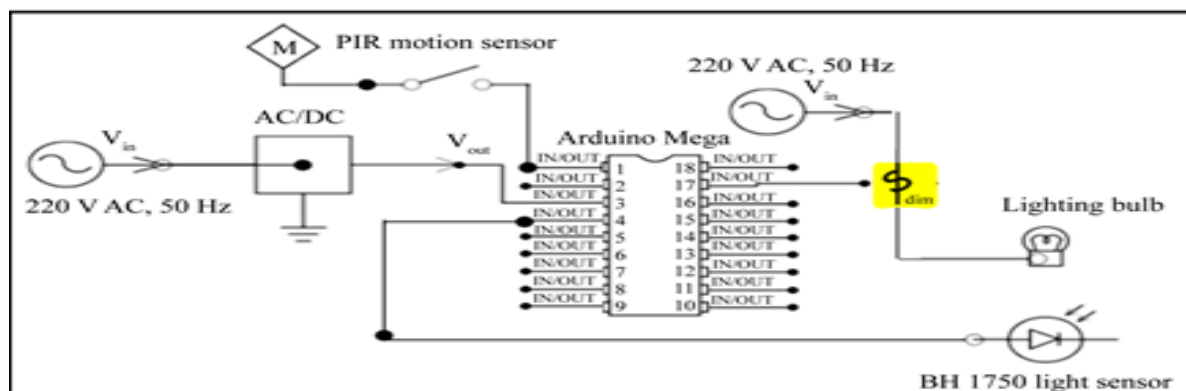 M
PIR motion sensor
220 V AC, 50 Hz
V in
AC/DC
V in
V out
Arduino Mega
220 V AC, 50 Hz
IN/OUT 1 18 IN/OUT
IN/OUT 2 17 IN/OUT
IN/OUT 3 16 IN/OUT
IN/OUT 4 15 IN/OUT
IN/OUT 5 14 IN/OUT
IN/OUT 6 13 IN/OUT
IN/OUT 7 12 IN/OUT
IN/OUT 8 11 IN/OUT
IN/OUT 9 10 IN/OUT
$ dim
Lighting bulb
BH 1750 light sensor